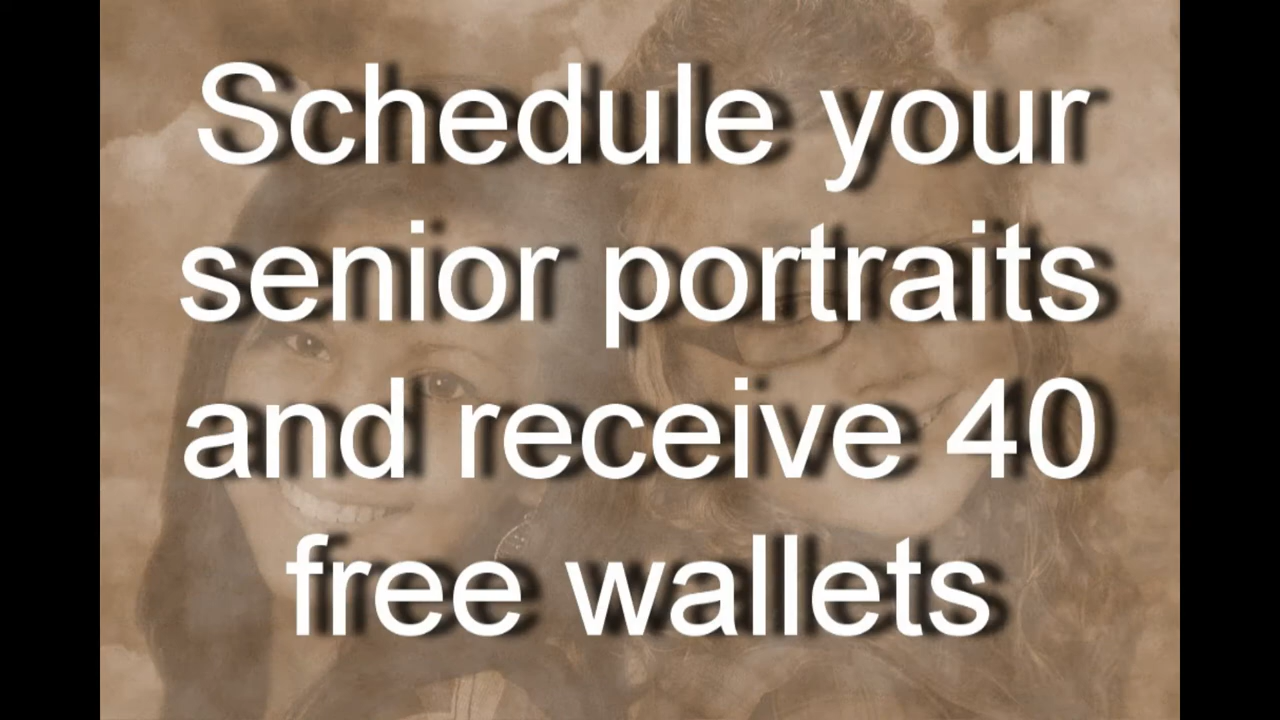 Schedule your
senior portraits
and receive 40
free wallets